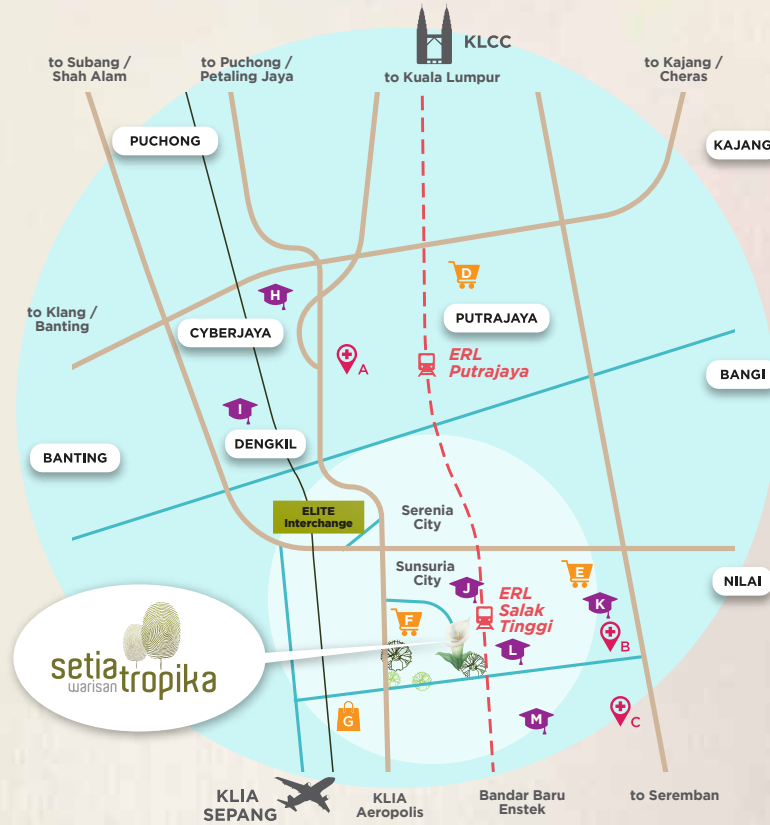 KLCC
to Subang /
Shah Alam
to Puchong /
Petaling Jaya
to Kuala Lumpur
to Kajang /
Cheras
PUCHONG
KAJANG
D
H
to Klang /
Banting
PUTRAJAYA
CYBERJAYA
ERL
Putrajaya
A
BANGI
I
DENGKIL
BANTING
ELITE
Interchange
Serenia
City
Sunsuria
City
E
NILAI
J
ERL
Salak
Tinggi
K
F
B
L
setia
warisan
tropika
G
M
C
KLIA
SEPANG
KLIA
Aeropolis
Bandar Baru
Enstek
to Seremban